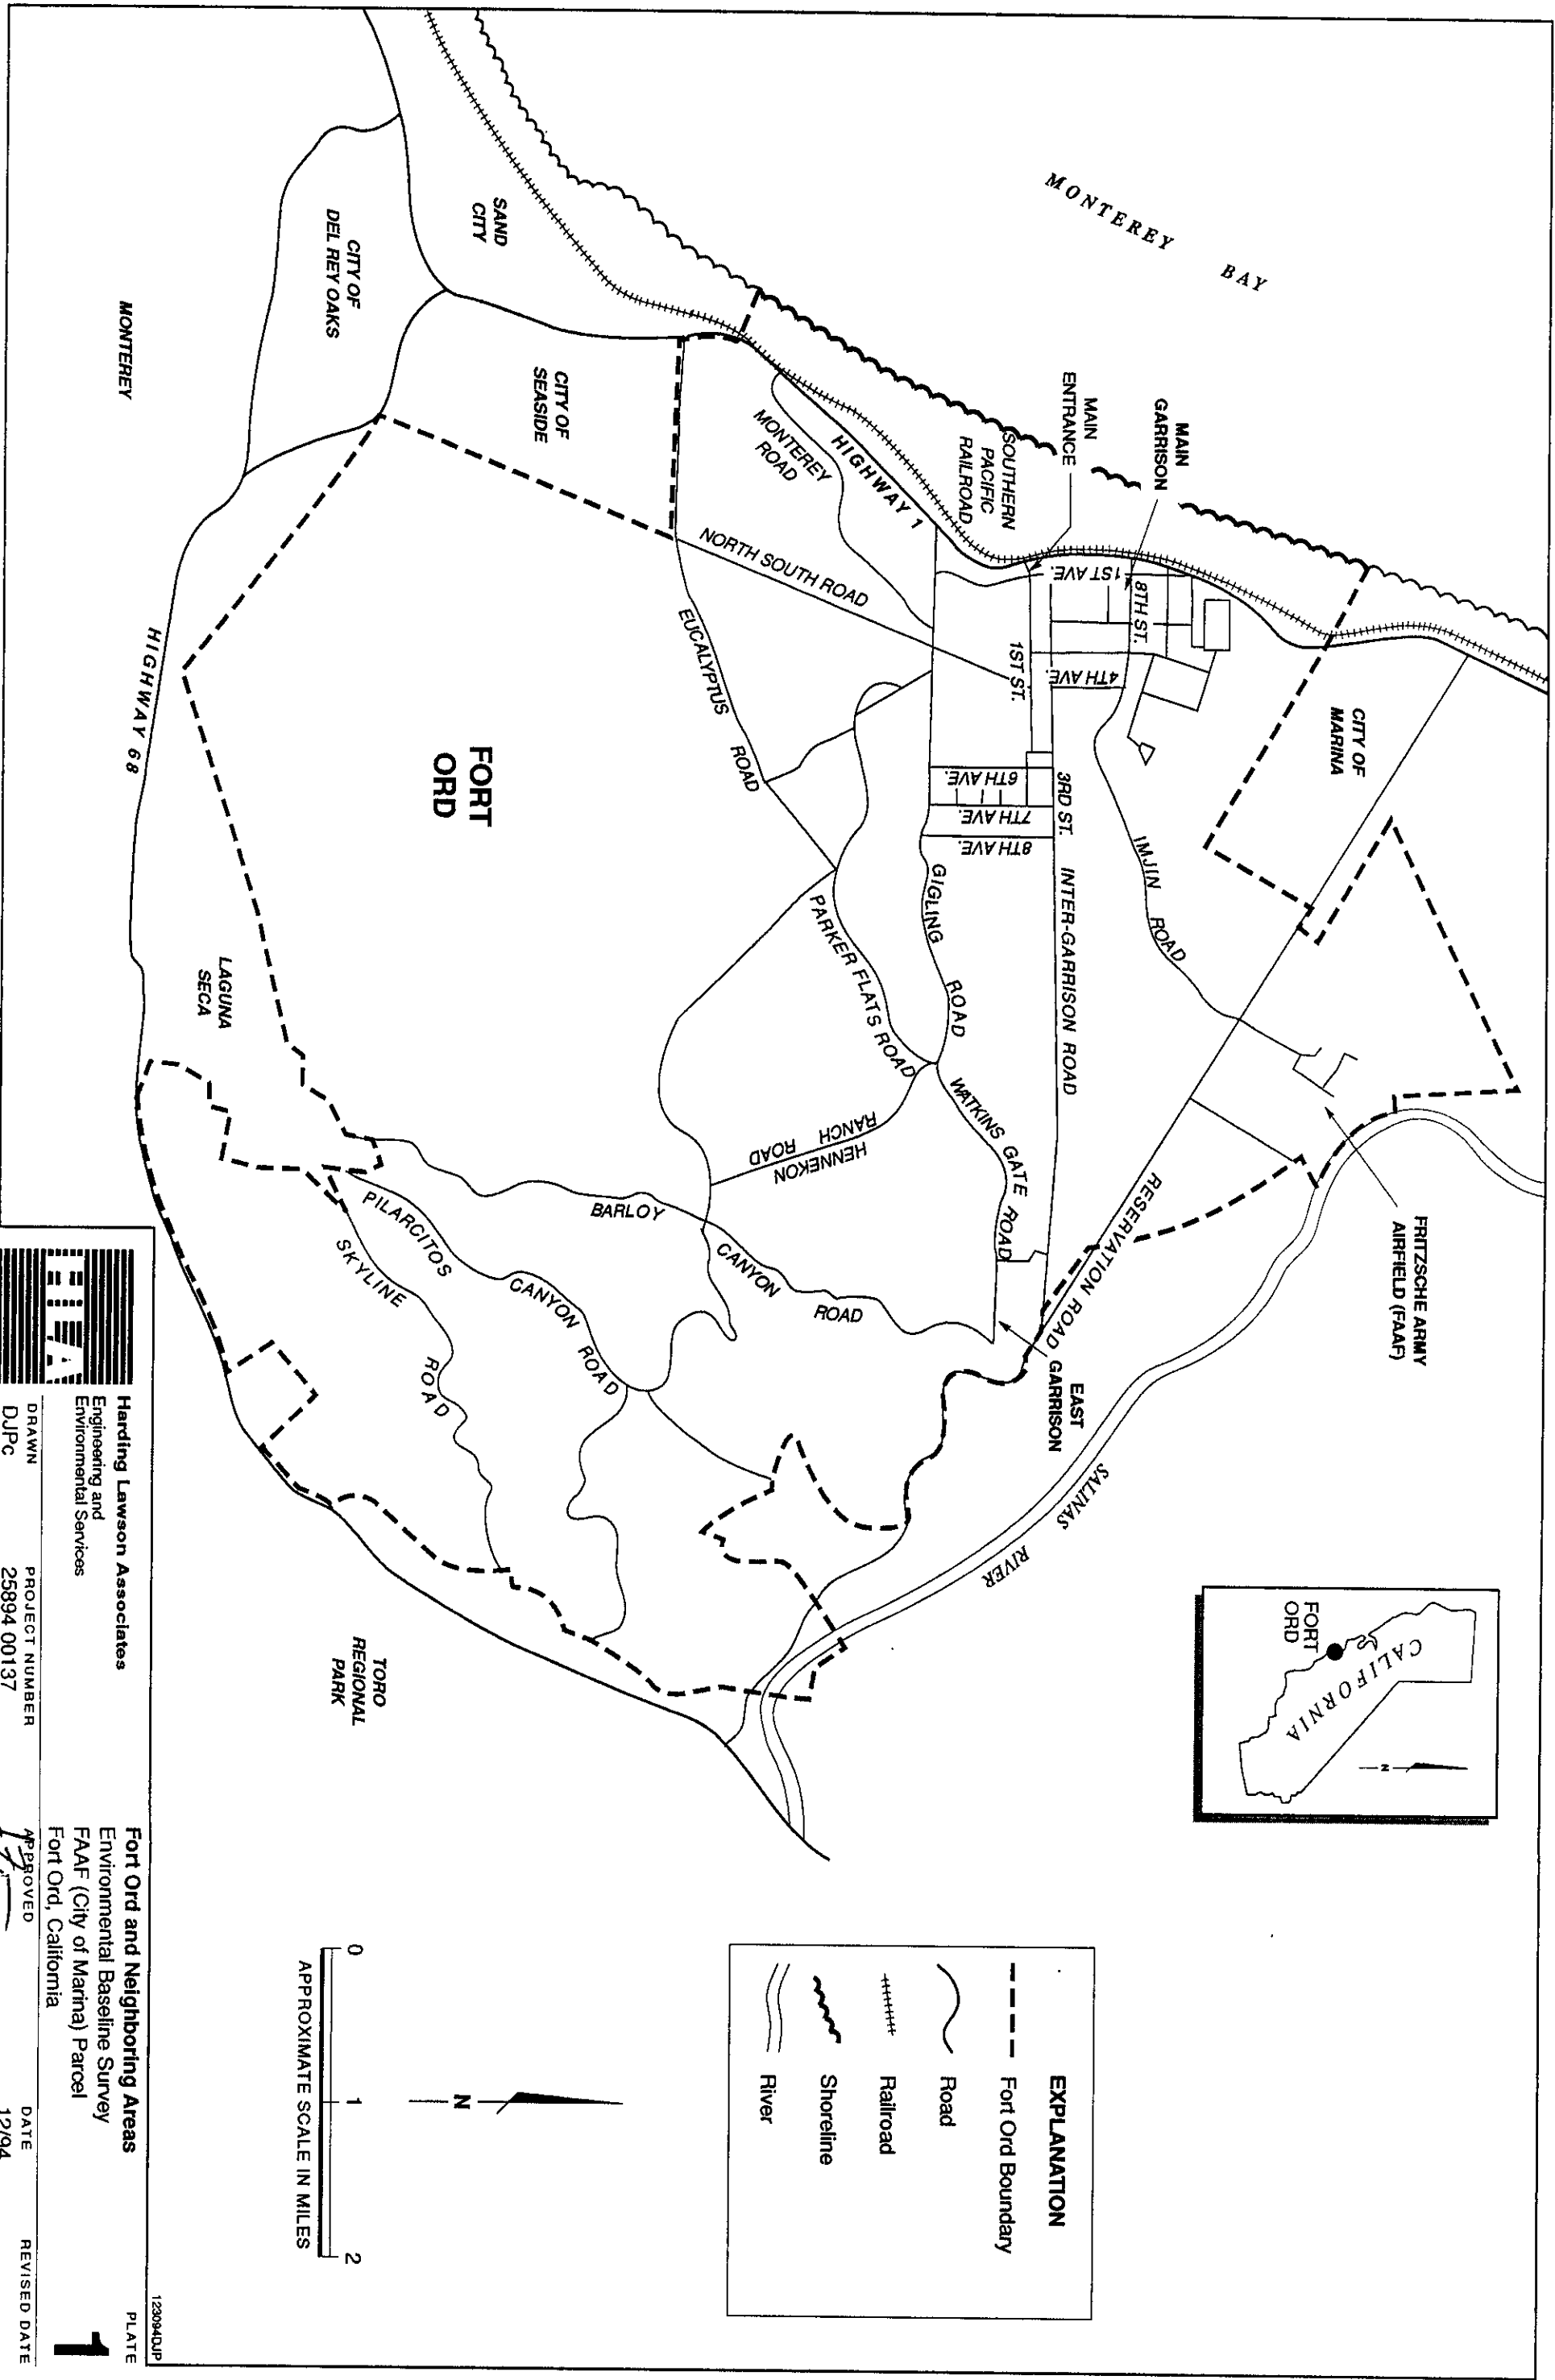 MONTEREY BAY
MAIN
GARRISON
MAIN
ENTRANCE
SOUTHERN
PACIFIC
RAILROAD
HIGHWAY 1
MONTEREY
ROAD
SAND
CITY
CITY OF
DEL REY OAKS
MONTEREY
CITY OF
SEASIDE
NORTH SOUTH ROAD
EUCALYPTUS ROAD
1ST AVE.
8TH ST.
4TH AVE.
1ST ST.
3RD ST.
6TH AVE.
7TH AVE.
8TH AVE.
CITY OF
MARINA
IMJIN ROAD
INTER-GARRISON ROAD
GIGLING ROAD
PARKER FLATS ROAD
WATKINS GATE ROAD
HENNEKON
RANCH ROAD
RESERVATION ROAD
FRITZSCHE ARMY
AIRFIELD (FAAF)
EAST
GARRISON
SALINAS RIVER
FORT
ORD
HIGHWAY 68
LAGUNA
SECA
BARLOY CANYON ROAD
PILARCITOS CANYON ROAD
SKYLINE ROAD
TORO
REGIONAL
PARK
FORT
ORD
CALIFORNIA
N
EXPLANATION
Fort Ord Boundary
Road
Railroad
Shoreline
River
N
0 1 2
APPROXIMATE SCALE IN MILES
123094DJP
HLA
Harding Lawson Associates
Engineering and
Environmental Services
Fort Ord and Neighboring Areas
Environmental Baseline Survey
FAAF (City of Marina) Parcel
Fort Ord, California
PLATE
1
DRAWN
DJPc
PROJECT NUMBER
25894 00137
APPROVED
DATE
12/94
REVISED DATE